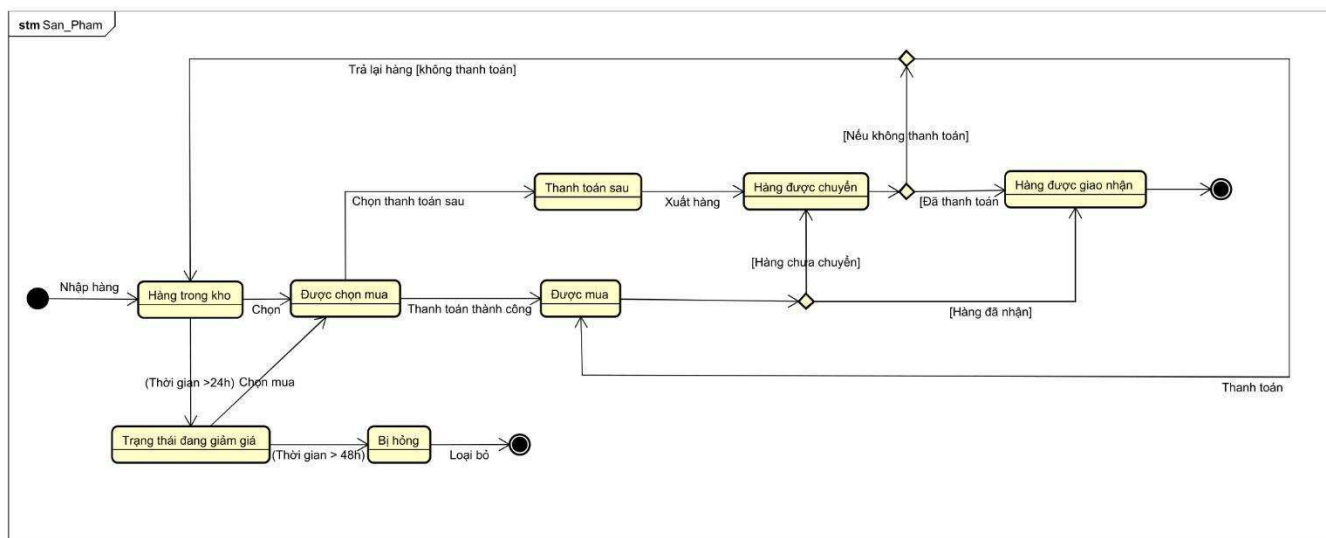 stm San_Pham
Trả lại hàng [không thanh toán]
[Nếu không thanh toán]
Thanh toán sau
Hàng được chuyển
Hàng được giao nhận
Chọn thanh toán sau
Xuất hàng
[Đã thanh toán
[Hàng chưa chuyển]
Nhập hàng
Hàng trong kho
Được chọn mua
Được mua
Chọn
Thanh toán thành công
[Hàng đã nhận]
(Thời gian >24h)
Chọn mua
Thanh toán
Trạng thái đang giảm giá
Bị hỏng
(Thời gian > 48h)
Loại bỏ